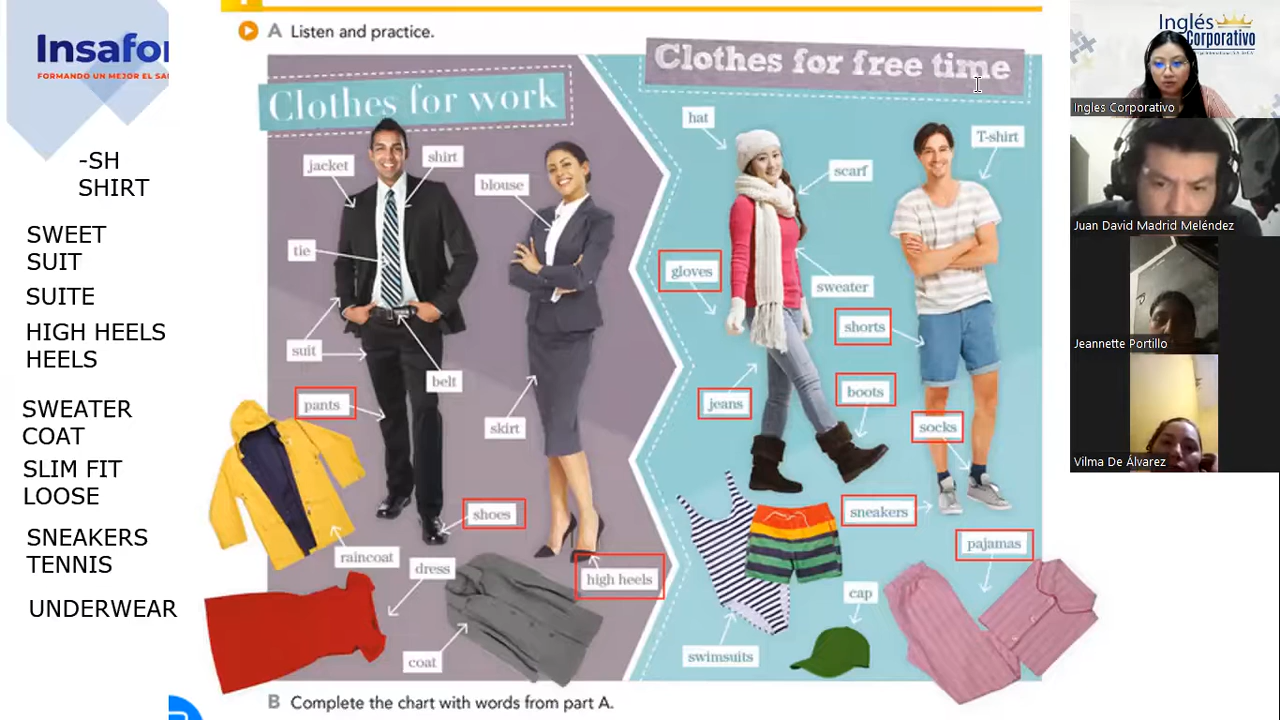 Insafor
FORMANDO UN MEJOR EL SA
-SH
SHIRT
SWEET
SUIT
SUITE
HIGH HEELS
HEELS
SWEATER
COAT
SLIM FIT
LOOSE
SNEAKERS
TENNIS
UNDERWEAR
A Listen and practice.
Clothes for work
jacket
shirt
blouse
tie
suit
belt
pants
skirt
shoes
raincoat
dress
high heels
coat
Clothes for free time
hat
T-shirt
scarf
gloves
sweater
shorts
jeans
boots
socks
sneakers
pajamas
cap
swimsuits
B Complete the chart with words from part A.
Inglés
Corporativo
Ingles Corporativo
Juan David Madrid Meléndez
Jeannette Portillo
Vilma De Álvarez